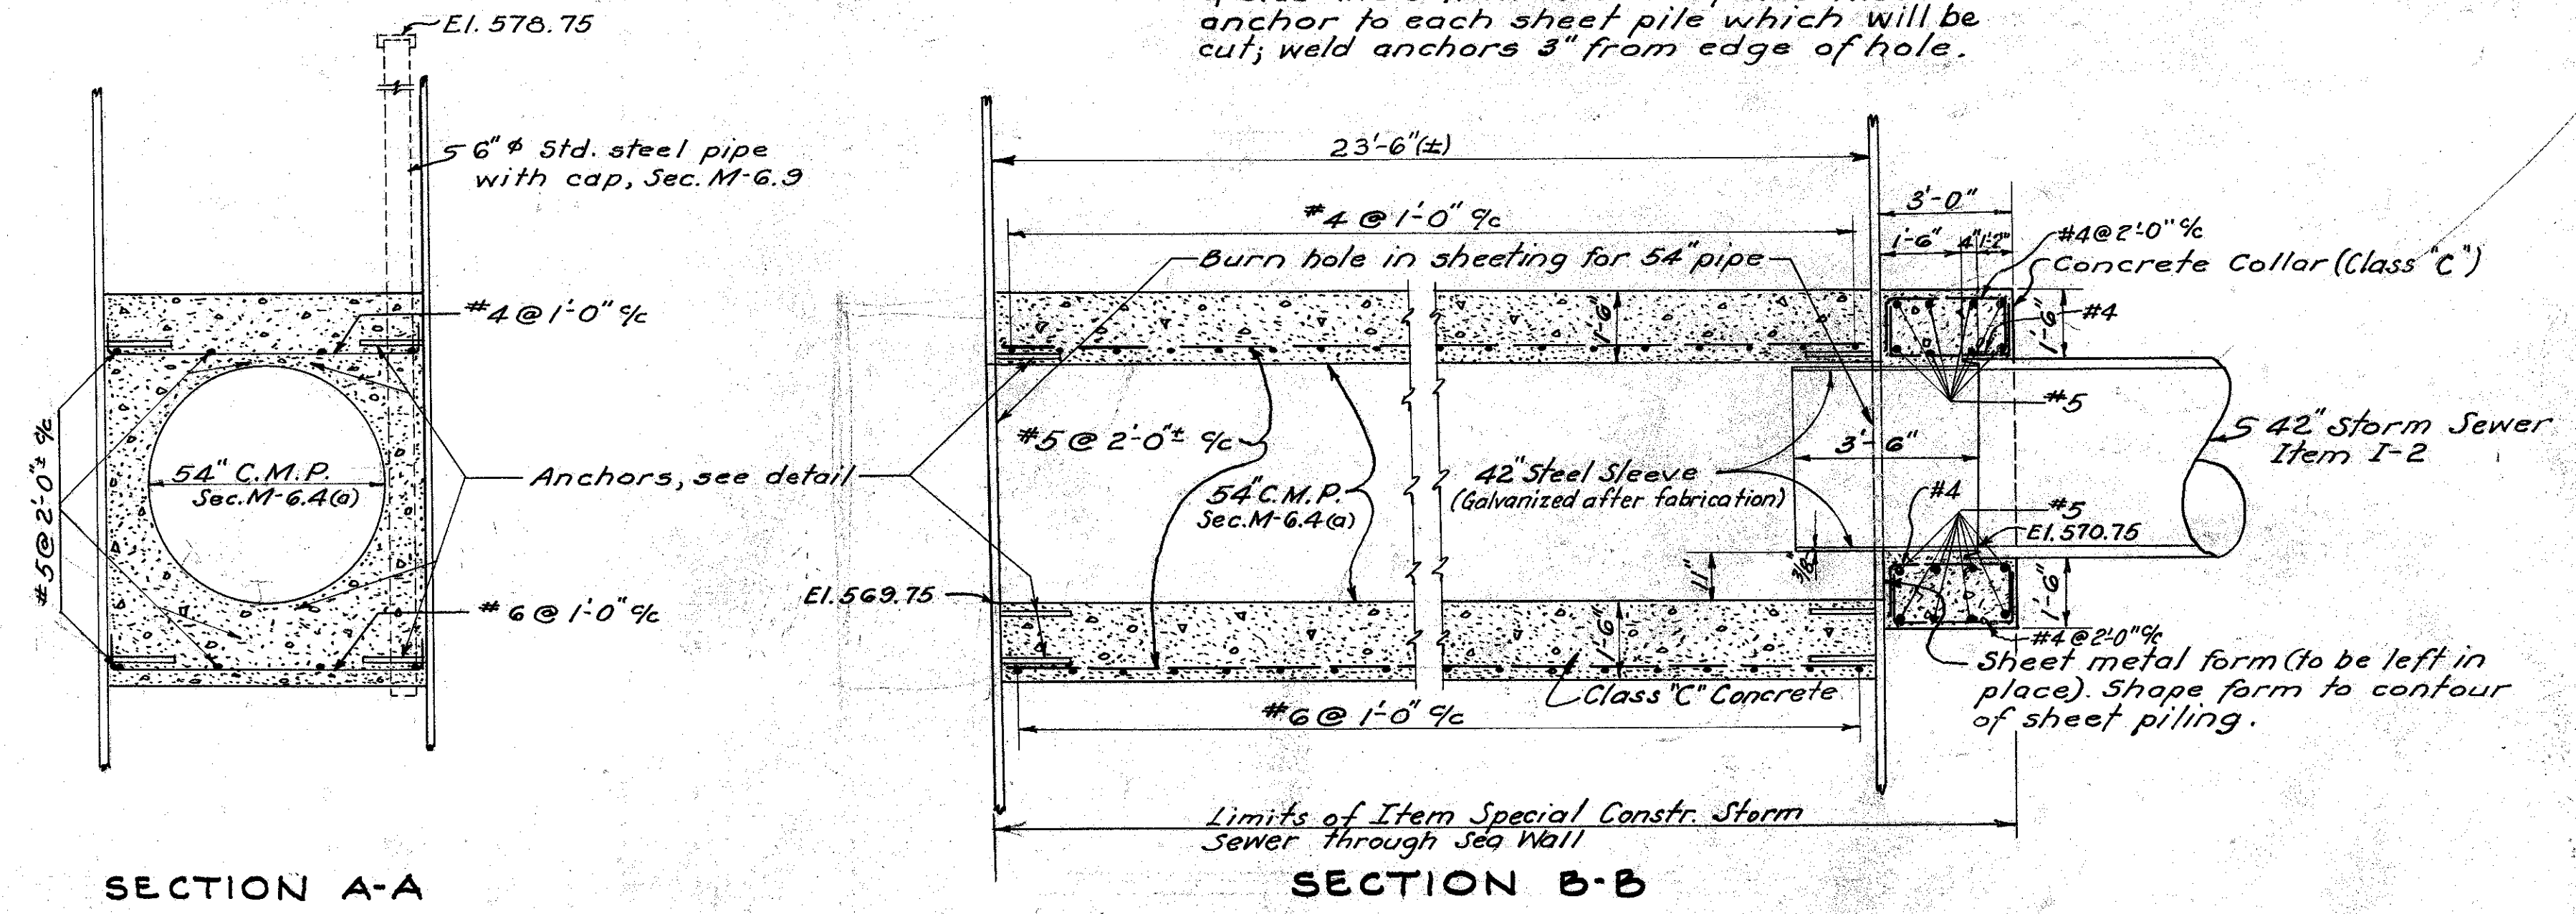 anchor to each sheet pile which will be
cut; weld anchors 3" from edge of hole.
El. 578.75
6" ϕ Std. steel pipe
with cap, Sec. M-6.9
#4 @ 1'-0" c/c
54" C.M.P.
Sec. M-6.4(a)
#5 @ 2'-0"± c/c
Anchors, see detail
#6 @ 1'-0" c/c
SECTION A-A
23'-6"(±)
#4 @ 1'-0" c/c
Burn hole in sheeting for 54" pipe
3'-0"
1'-6"
4"
1'-2"
#4 @ 2'-0" c/c
Concrete Collar (Class "C")
1'-6"
1'-6"
#4
#5
#5 @ 2'-0"± c/c
54" C.M.P.
Sec. M-6.4(a)
42" Steel Sleeve
(Galvanized after fabrication)
3'-6"
42" Storm Sewer
Item I-2
#4
#5
El. 570.75
11"
3/8"
El. 569.75
1'-6"
1'-6"
#4 @ 2'-0" c/c
Class "C" Concrete
#6 @ 1'-0" c/c
Sheet metal form (to be left in
place). Shape form to contour
of sheet piling.
Limits of Item Special Constr. Storm
Sewer through Sea Wall
SECTION B-B